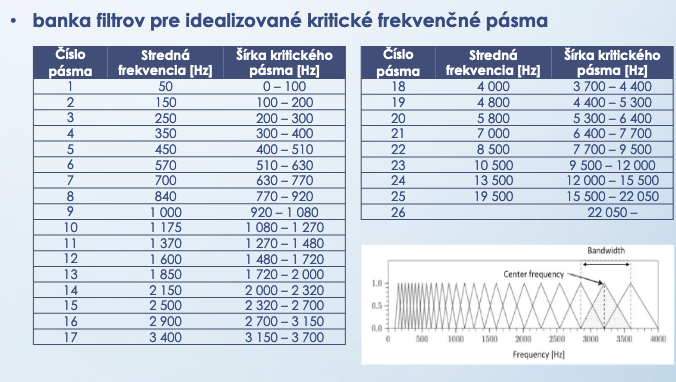 • banka filtrov pre idealizované kritické frekvenčné pásma
Číslo pásma Stredná frekvencia [Hz] Šírka kritického pásma [Hz]
1 50 0 – 100
2 150 100 – 200
3 250 200 – 300
4 350 300 – 400
5 450 400 – 510
6 570 510 – 630
7 700 630 – 770
8 840 770 – 920
9 1 000 920 – 1 080
10 1 175 1 080 – 1 270
11 1 370 1 270 – 1 480
12 1 600 1 480 – 1 720
13 1 850 1 720 – 2 000
14 2 150 2 000 – 2 320
15 2 500 2 320 – 2 700
16 2 900 2 700 – 3 150
17 3 400 3 150 – 3 700
Číslo pásma Stredná frekvencia [Hz] Šírka kritického pásma [Hz]
18 4 000 3 700 – 4 400
19 4 800 4 400 – 5 300
20 5 800 5 300 – 6 400
21 7 000 6 400 – 7 700
22 8 500 7 700 – 9 500
23 10 500 9 500 – 12 000
24 13 500 12 000 – 15 500
25 19 500 15 500 – 22 050
26 22 050 –
Bandwidth
Center frequency
1.0
0.5
0.0
0 500 1000 1500 2000 2500 3000 3500 4000
Frequency [Hz]